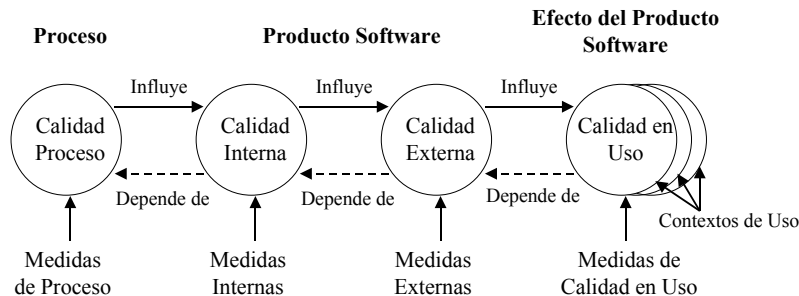 Proceso
Producto Software
Efecto del Producto
Software
Influye
Influye
Influye
Calidad
Proceso
Calidad
Interna
Calidad
Externa
Calidad en
Uso
Depende de
Depende de
Depende de
Contextos de Uso
Medidas
de Proceso
Medidas
Internas
Medidas
Externas
Medidas de
Calidad en Uso